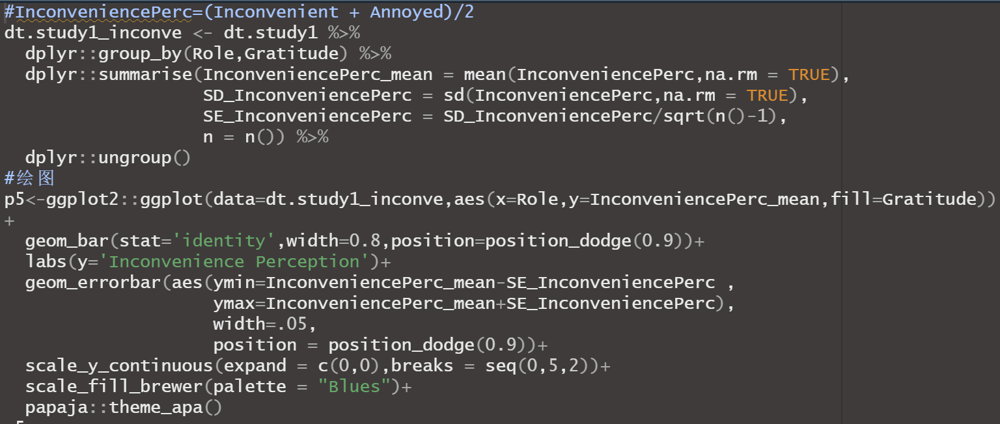 #InconveniencePerc=(Inconvenient + Annoyed)/2
dt.study1_inconve <- dt.study1 %>%
  dplyr::group_by(Role,Gratitude) %>%
  dplyr::summarise(InconveniencePerc_mean = mean(InconveniencePerc,na.rm = TRUE),
                   SD_InconveniencePerc = sd(InconveniencePerc,na.rm = TRUE),
                   SE_InconveniencePerc = SD_InconveniencePerc/sqrt(n()-1),
                   n = n()) %>%
  dplyr::ungroup()
#绘图
p5<-ggplot2::ggplot(data=dt.study1_inconve,aes(x=Role,y=InconveniencePerc_mean,fill=Gratitude))
+
  geom_bar(stat='identity',width=0.8,position=position_dodge(0.9))+
  labs(y='Inconvenience Perception')+
  geom_errorbar(aes(ymin=InconveniencePerc_mean-SE_InconveniencePerc ,
                    ymax=InconveniencePerc_mean+SE_InconveniencePerc),
                    width=.05,
                    position = position_dodge(0.9))+
  scale_y_continuous(expand = c(0,0),breaks = seq(0,5,2))+
  scale_fill_brewer(palette = "Blues")+
  papaja::theme_apa()